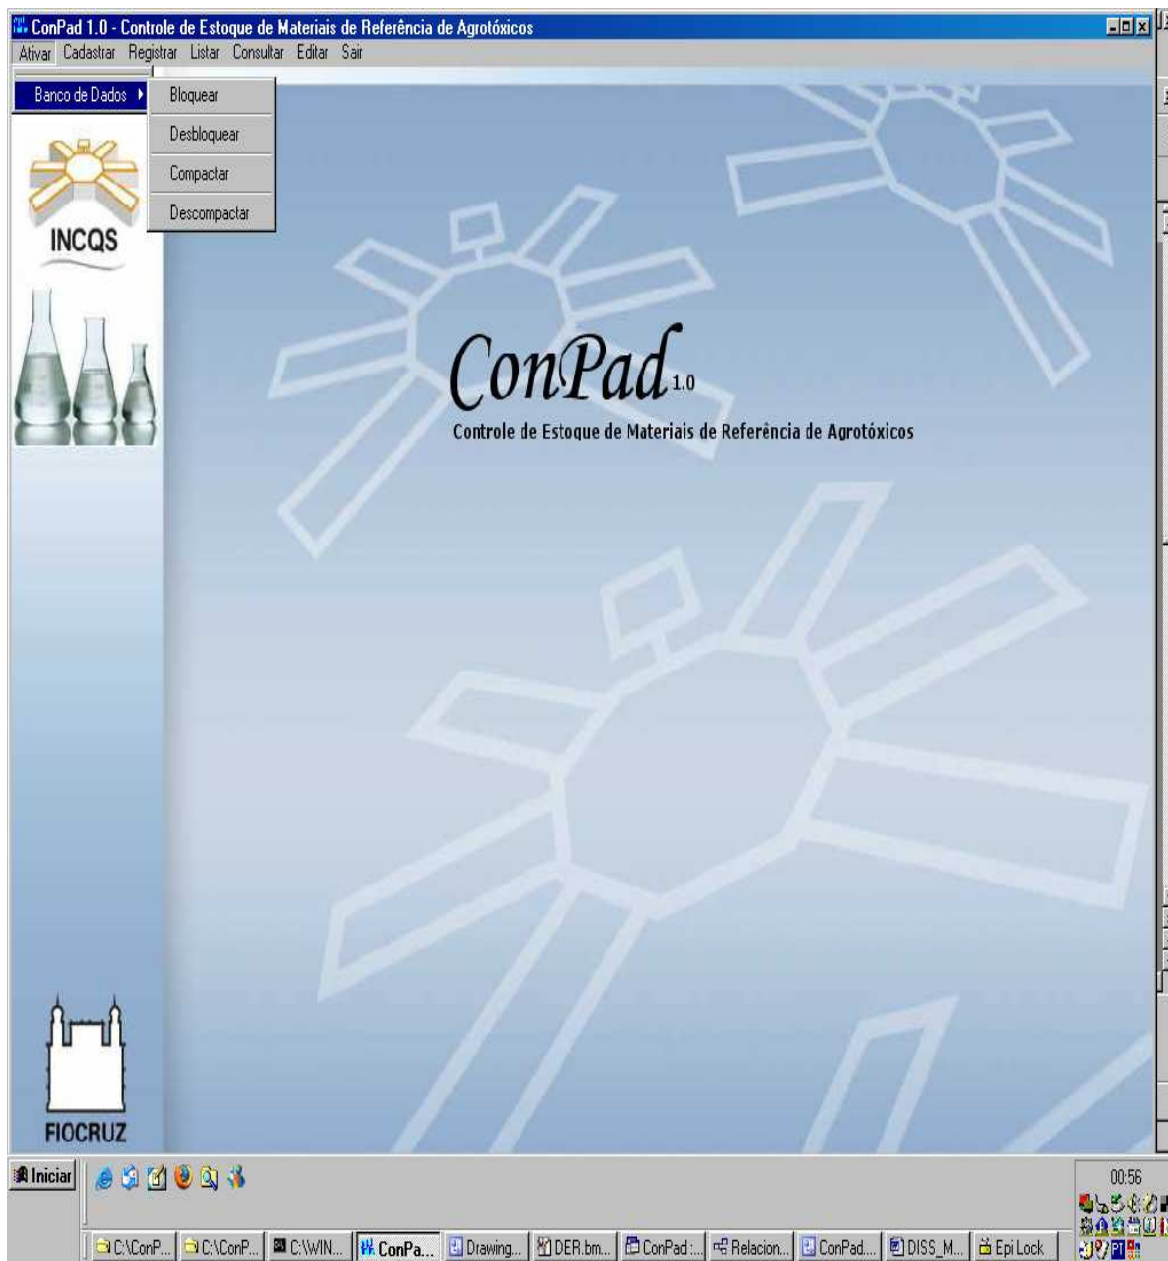 ConPad 1.0 - Controle de Estoque de Materiais de Referência de Agrotóxicos
Ativar Cadastrar Registrar Listar Consultar Editar Sair
Banco de Dados
Bloquear
Desbloquear
Compactar
Descompactar
INCQS
ConPad 1.0
Controle de Estoque de Materiais de Referência de Agrotóxicos
FIOCRUZ
Iniciar
00:56
C:\ConP... C:\ConP... C:\WIN... ConPa... Drawing... DER.bm... ConPad :... Relacion... ConPad.... DISS_M... Epi Lock
PT